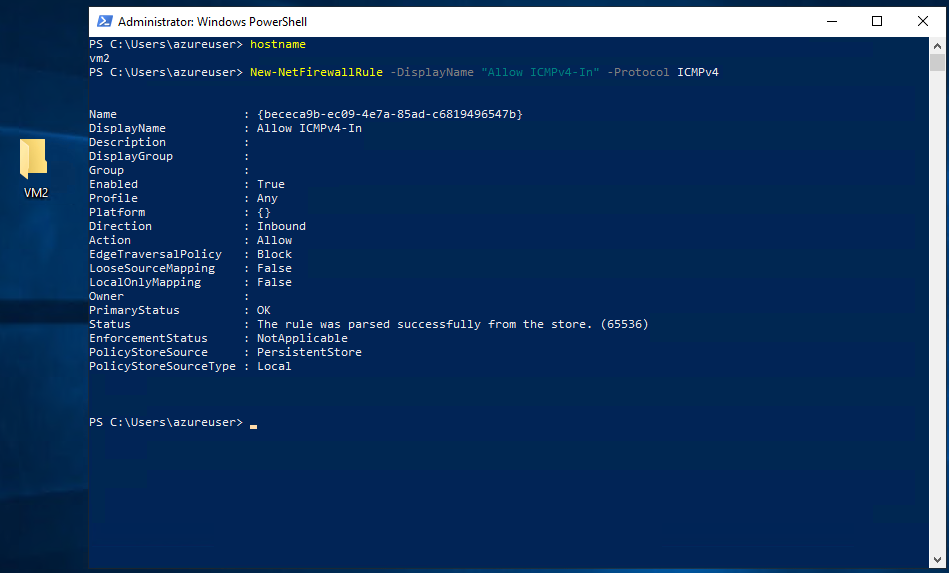 Administrator: Windows PowerShell
PS C:\Users\azureuser> hostname
vm2
PS C:\Users\azureuser> New-NetFirewallRule -DisplayName "Allow ICMPv4-In" -Protocol ICMPv4
Name : {bececa9b-ec09-4e7a-85ad-c6819496547b}
DisplayName : Allow ICMPv4-In
Description :
DisplayGroup :
Group :
Enabled : True
Profile : Any
Platform : {}
Direction : Inbound
Action : Allow
EdgeTraversalPolicy : Block
LooseSourceMapping : False
LocalOnlyMapping : False
Owner :
PrimaryStatus : OK
Status : The rule was parsed successfully from the store. (65536)
EnforcementStatus : NotApplicable
PolicyStoreSource : PersistentStore
PolicyStoreSourceType : Local
PS C:\Users\azureuser>
VM2